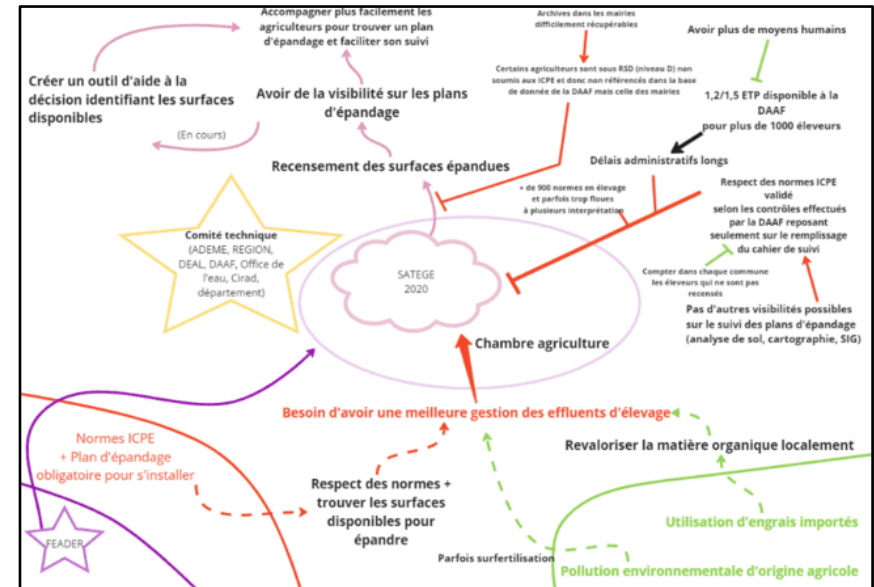 Accompagner plus facilement les
agriculteurs pour trouver un plan
d'épandage et faciliter son suivi
Archives dans les mairies
difficilement récupérables
Avoir plus de moyens humains
Créer un outil d'aide à la
décision identifiant les surfaces
disponibles
Avoir de la visibilité sur les plans
d'épandage
Certains agriculteurs sont sous RSD (niveau D) non
soumis aux ICPE et donc non référencés dans la base
de donnée de la DAAF mais celle des mairies
1,2/1,5 ETP disponible à la
DAAF
pour plus de 1000 éleveurs
(En cours)
Recensement des surfaces épandues
Délais administratifs longs
+ de 900 normes en élevage
et parfois trop floues
à plusieurs interprétation
Respect des normes ICPE
validé
selon les contrôles effectués
par la DAAF reposant
seulement sur le remplissage
du cahier de suivi
Comité technique
(ADEME, REGION,
DEAL, DAAF, Office de
l'eau, Cirad,
département)
SATEGE
2020
Compter dans chaque commune
les éleveurs qui ne sont pas
recensés
Pas d'autres visibilités possibles
sur le suivi des plans d'épandage
(analyse de sol, cartographie, SIG)
Chambre agriculture
Besoin d'avoir une meilleure gestion des effluents d'élevage
Normes ICPE
+ Plan d'épandage
obligatoire pour s'installer
Revaloriser la matière organique localement
Respect des normes +
trouver les surfaces
disponibles pour
épandre
Utilisation d'engrais importés
FEADER
Parfois surfertilisation
Pollution environnementale d'origine agricole